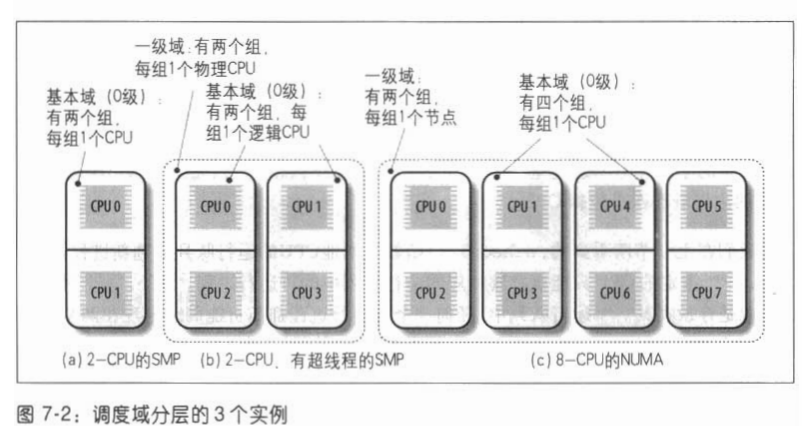 一级域:有两个组,
每组1个物理CPU
基本域（0级）:
有两个组,
每组1个CPU
基本域（0级）:
有两个组，每
组1个逻辑CPU
一级域:
有两个组,
每组1个节点
基本域（0级）:
有四个组,
每组1个CPU
CPU 0
CPU 1
CPU 0
CPU 1
CPU 2
CPU 3
CPU 0
CPU 1
CPU 4
CPU 5
CPU 2
CPU 3
CPU 6
CPU 7
(a) 2-CPU的SMP
(b) 2-CPU、有超线程的SMP
(c) 8-CPU的NUMA
图 7-2：调度域分层的3个实例